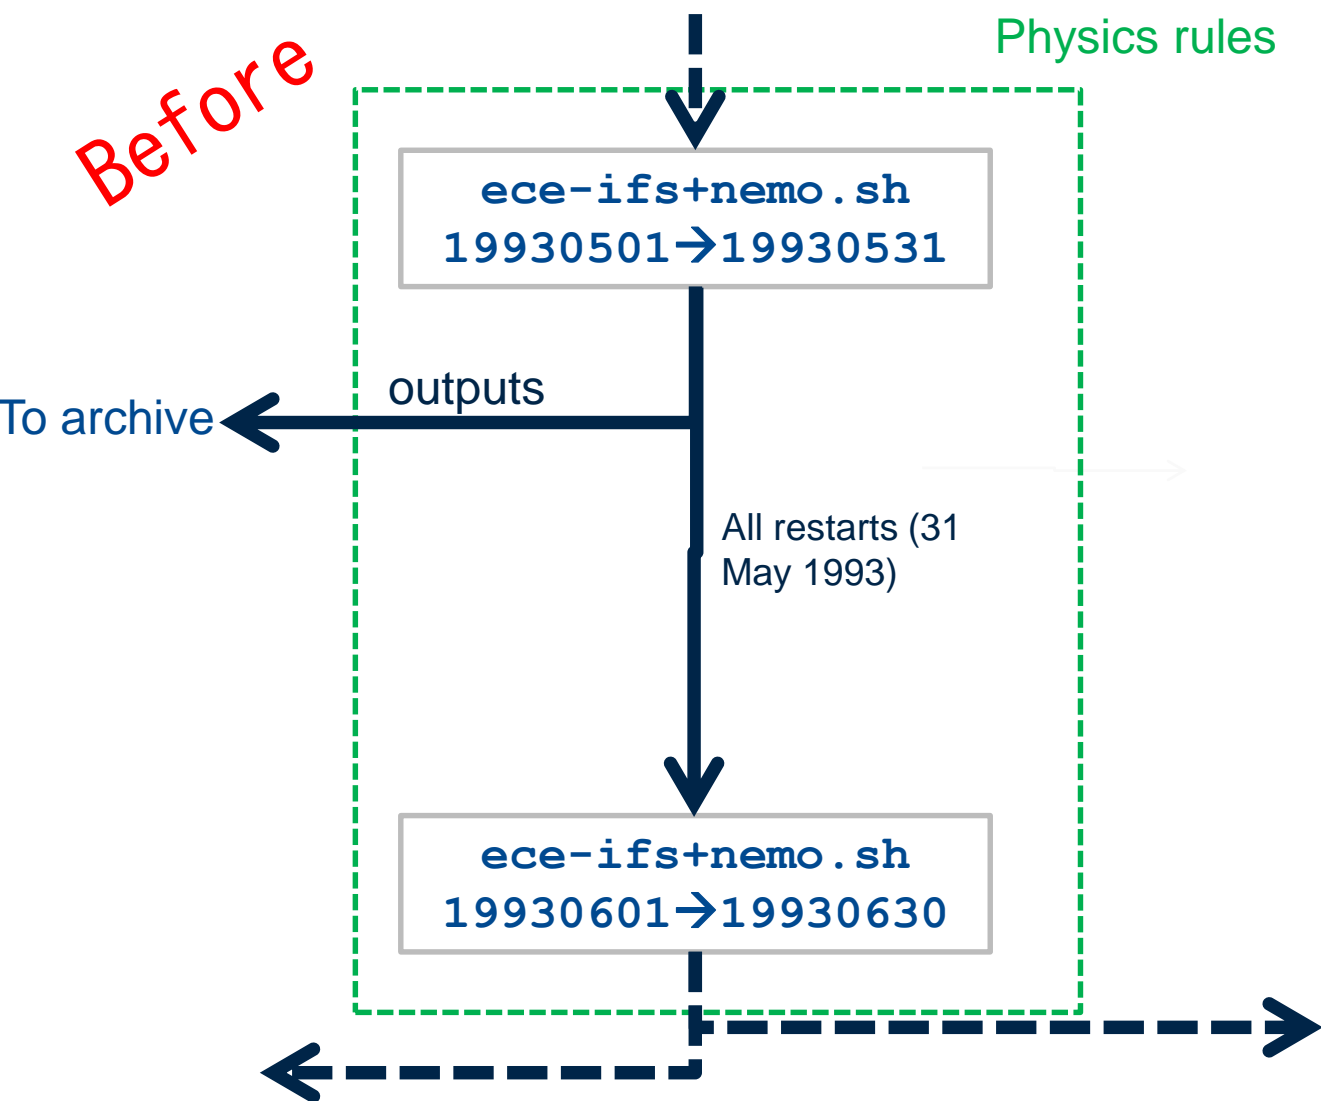 Before
Physics rules
ece-ifs+nemo.sh
19930501→19930531
outputs
To archive
All restarts (31
May 1993)
ece-ifs+nemo.sh
19930601→19930630